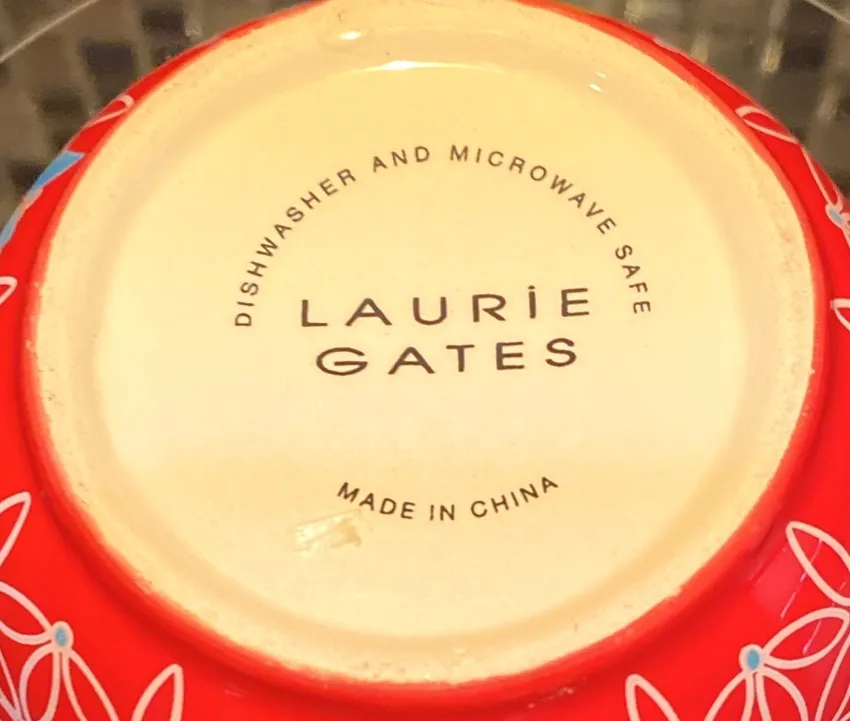 DISHWASHER AND MICROWAVE SAFE
LAURiE
GATES
MADE IN CHINA